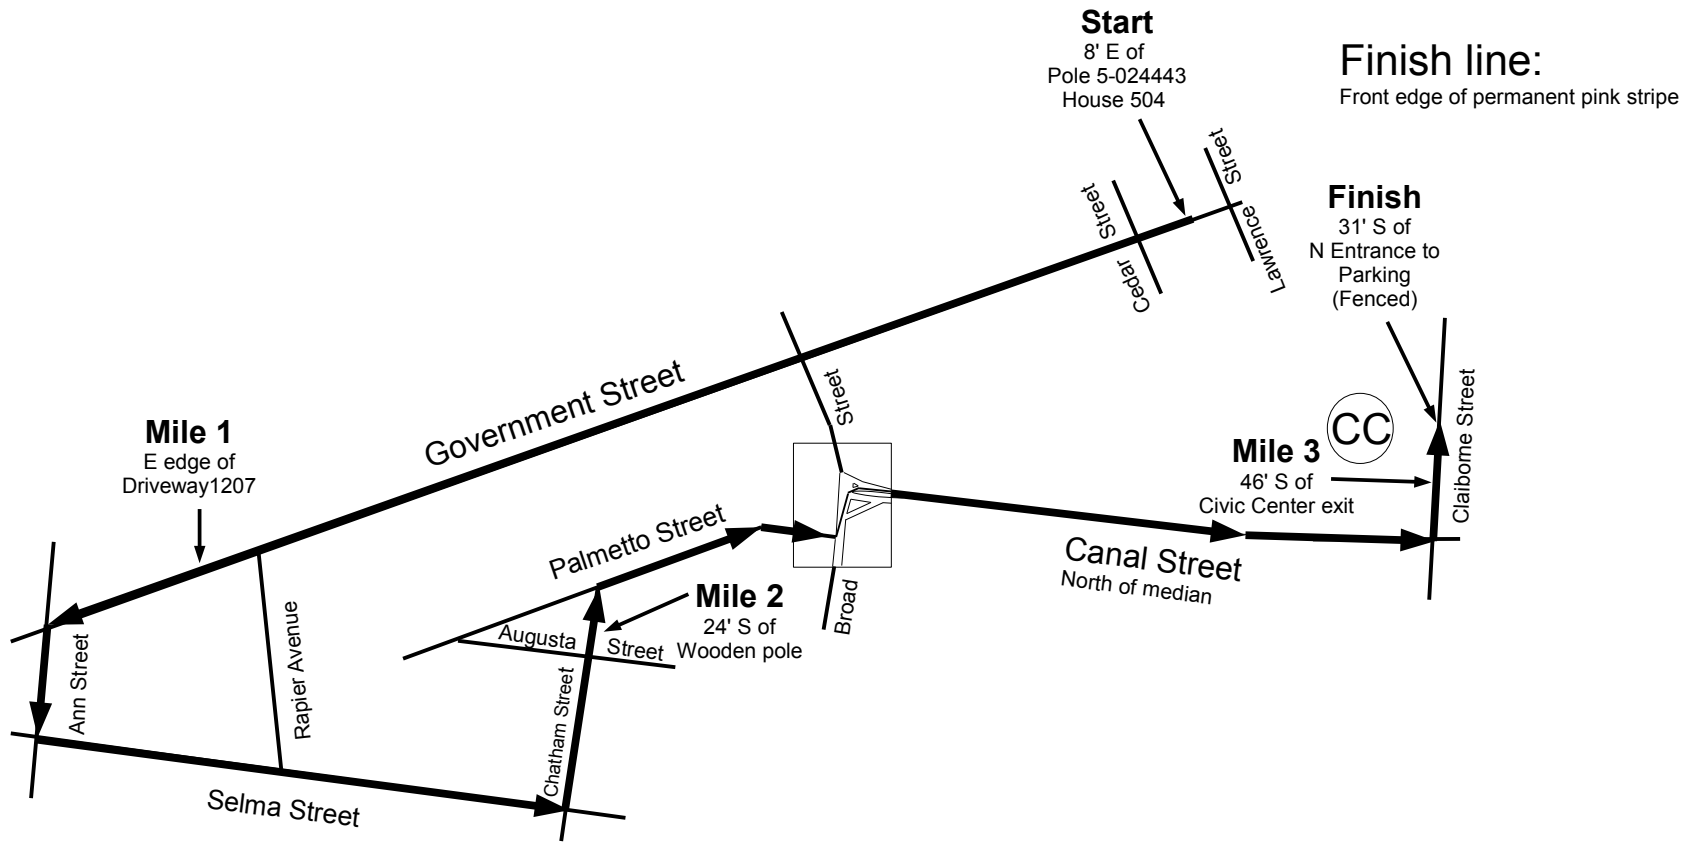 Start
8' E of
Pole 5-024443
House 504
Finish line:
Front edge of permanent pink stripe
Street
Lawrence
Street
Cedar
Finish
31' S of
N Entrance to
Parking
(Fenced)
Government Street
Street
Mile 1
E edge of
Driveway1207
CC
Claiborne Street
Mile 3
46' S of
Civic Center exit
Palmetto Street
Canal Street
North of median
Mile 2
24' S of
Wooden pole
Broad
Augusta
Street
Ann Street
Rapier Avenue
Chatham Street
Selma Street